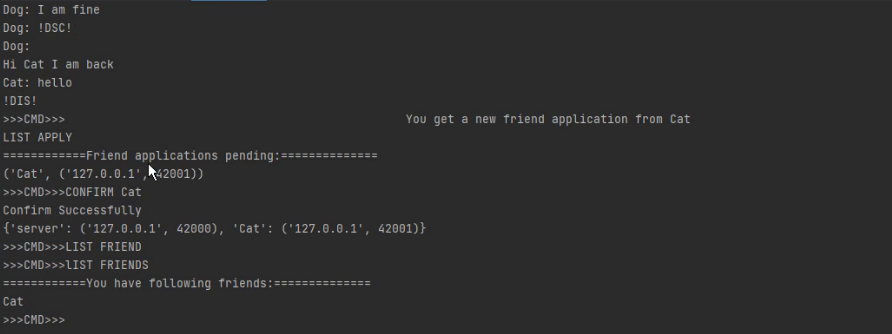 Dog: I am fine
Dog: !DSC!
Dog:
Hi Cat I am back
Cat: hello
!DIS!
>>>CMD>>> You get a new friend application from Cat
LIST APPLY
============Friend applications pending:==============
('Cat', ('127.0.0.1', 42001))
>>>CMD>>>CONFIRM Cat
Confirm Successfully
{'server': ('127.0.0.1', 42000), 'Cat': ('127.0.0.1', 42001)}
>>>CMD>>>LIST FRIEND
>>>CMD>>>lIST FRIENDS
============You have following friends:==============
Cat
>>>CMD>>>